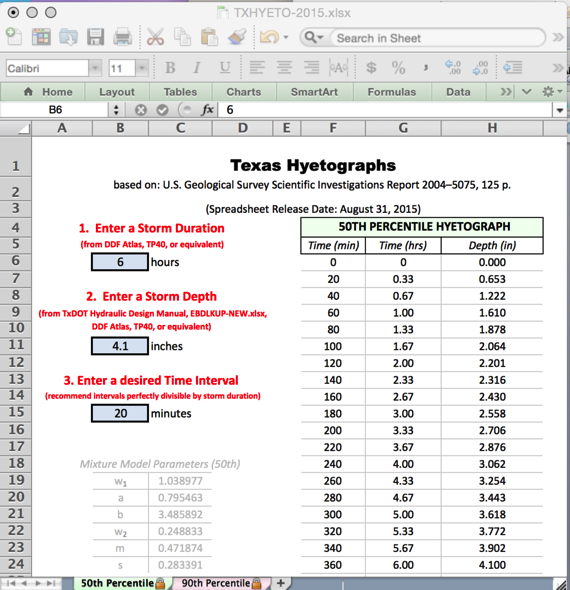 TXHYETO-2015.xlsx
Search in Sheet
Calibri 11 B I U A $ % , .0 .00 .00 .0
Home Layout Tables Charts SmartArt Formulas Data
B6 fx 6
A B C D E F G H
1 Texas Hyetographs
2 based on: U.S. Geological Survey Scientific Investigations Report 2004–5075, 125 p.
3 (Spreadsheet Release Date: August 31, 2015)
4 1. Enter a Storm Duration 50TH PERCENTILE HYETOGRAPH
5 (from DDF Atlas, TP40, or equivalent) Time (min) Time (hrs) Depth (in)
6 6 hours 0 0 0.000
7 20 0.33 0.653
8 2. Enter a Storm Depth 40 0.67 1.222
9 (from TxDOT Hydraulic Design Manual, EBDLKUP-NEW.xlsx, 60 1.00 1.610
10 DDF Atlas, TP40, or equivalent) 80 1.33 1.878
11 4.1 inches 100 1.67 2.064
12 120 2.00 2.201
13 3. Enter a desired Time Interval 140 2.33 2.316
14 (recommend intervals perfectly divisible by storm duration) 160 2.67 2.430
15 20 minutes 180 3.00 2.558
16 200 3.33 2.706
17 220 3.67 2.876
18 Mixture Model Parameters (50th) 240 4.00 3.062
19 w1 1.038977 260 4.33 3.254
20 a 0.795463 280 4.67 3.443
21 b 3.485892 300 5.00 3.618
22 w2 0.248833 320 5.33 3.772
23 m 0.471874 340 5.67 3.902
24 s 0.283391 360 6.00 4.100
50th Percentile 90th Percentile +